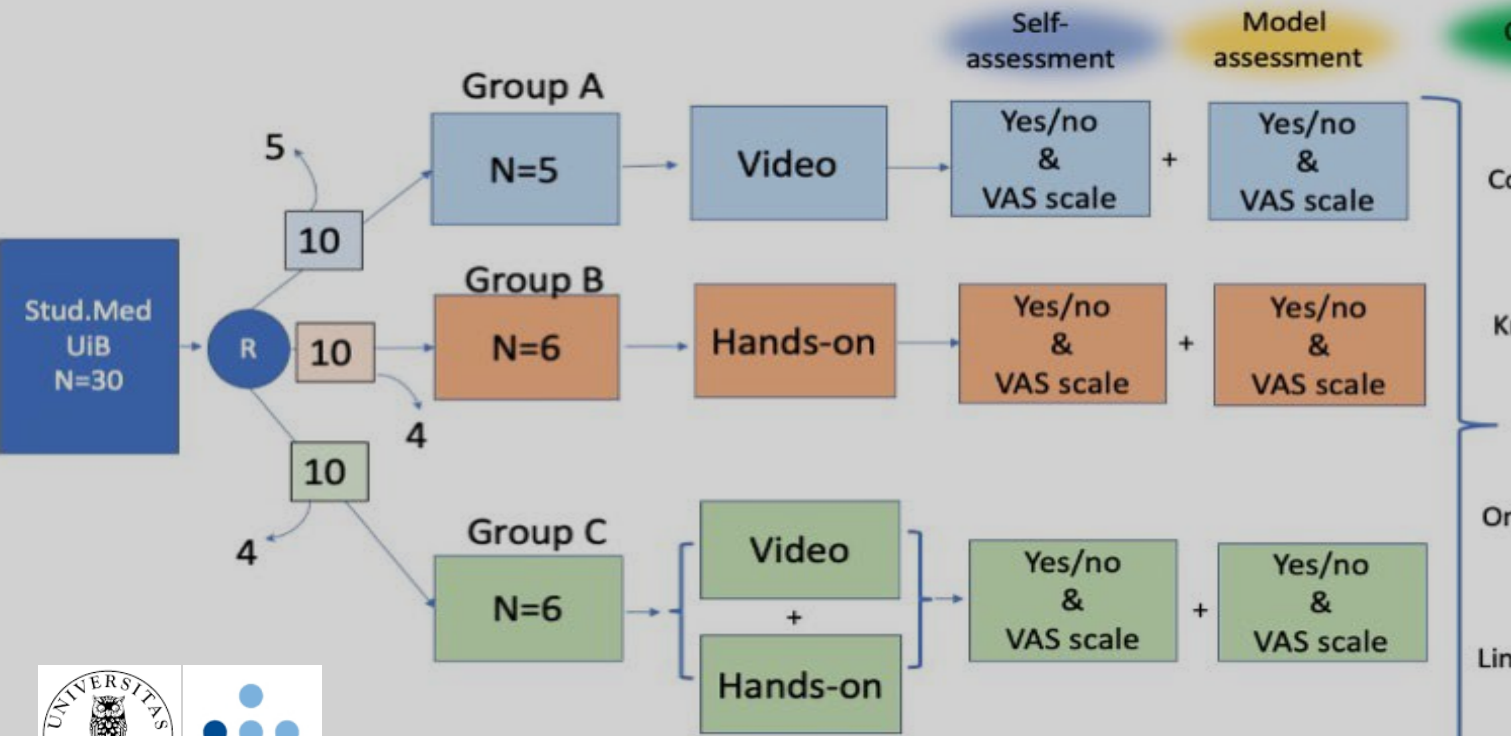 Self-
assessment
Model
assessment
Group A
5
N=5
Video
Yes/no
&
VAS scale
+
Yes/no
&
VAS scale
10
Group B
Stud.Med
UiB
N=30
R
10
N=6
Hands-on
Yes/no
&
VAS scale
+
Yes/no
&
VAS scale
4
10
4
Group C
N=6
Video
+
Hands-on
Yes/no
&
VAS scale
+
Yes/no
&
VAS scale
UNIVERSITAS